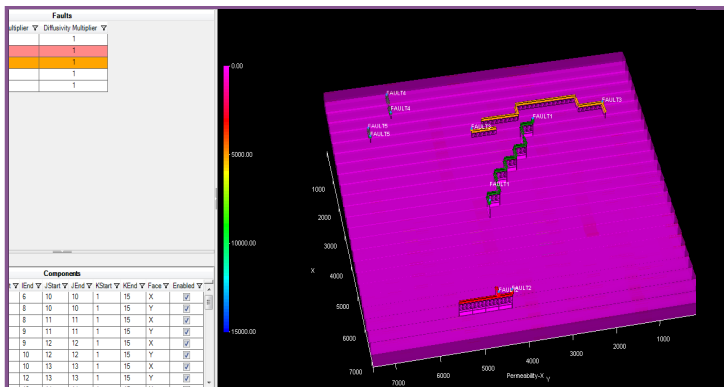 Faults
ultiplier Diffusivity Multiplier
1
1
1
1
1
Components
t IEnd JStart JEnd KStart KEnd Face Enabled
6 10 10 1 15 X
8 10 10 1 15 Y
8 11 11 1 15 X
9 11 11 1 15 Y
9 12 12 1 15 X
10 12 12 1 15 Y
10 13 13 1 15 X
12 13 13 1 15 Y
0.00
5000.00
10000.00
15000.00
FAULT4
FAULT4
FAULT5
FAULT5
FAULT3
FAULT3
FAULT1
FAULT1
FAULT2
1000
2000
3000
4000
5000
6000
7000
X
7000
6000
5000
4000
3000
2000
1000
Permeability-X
Y